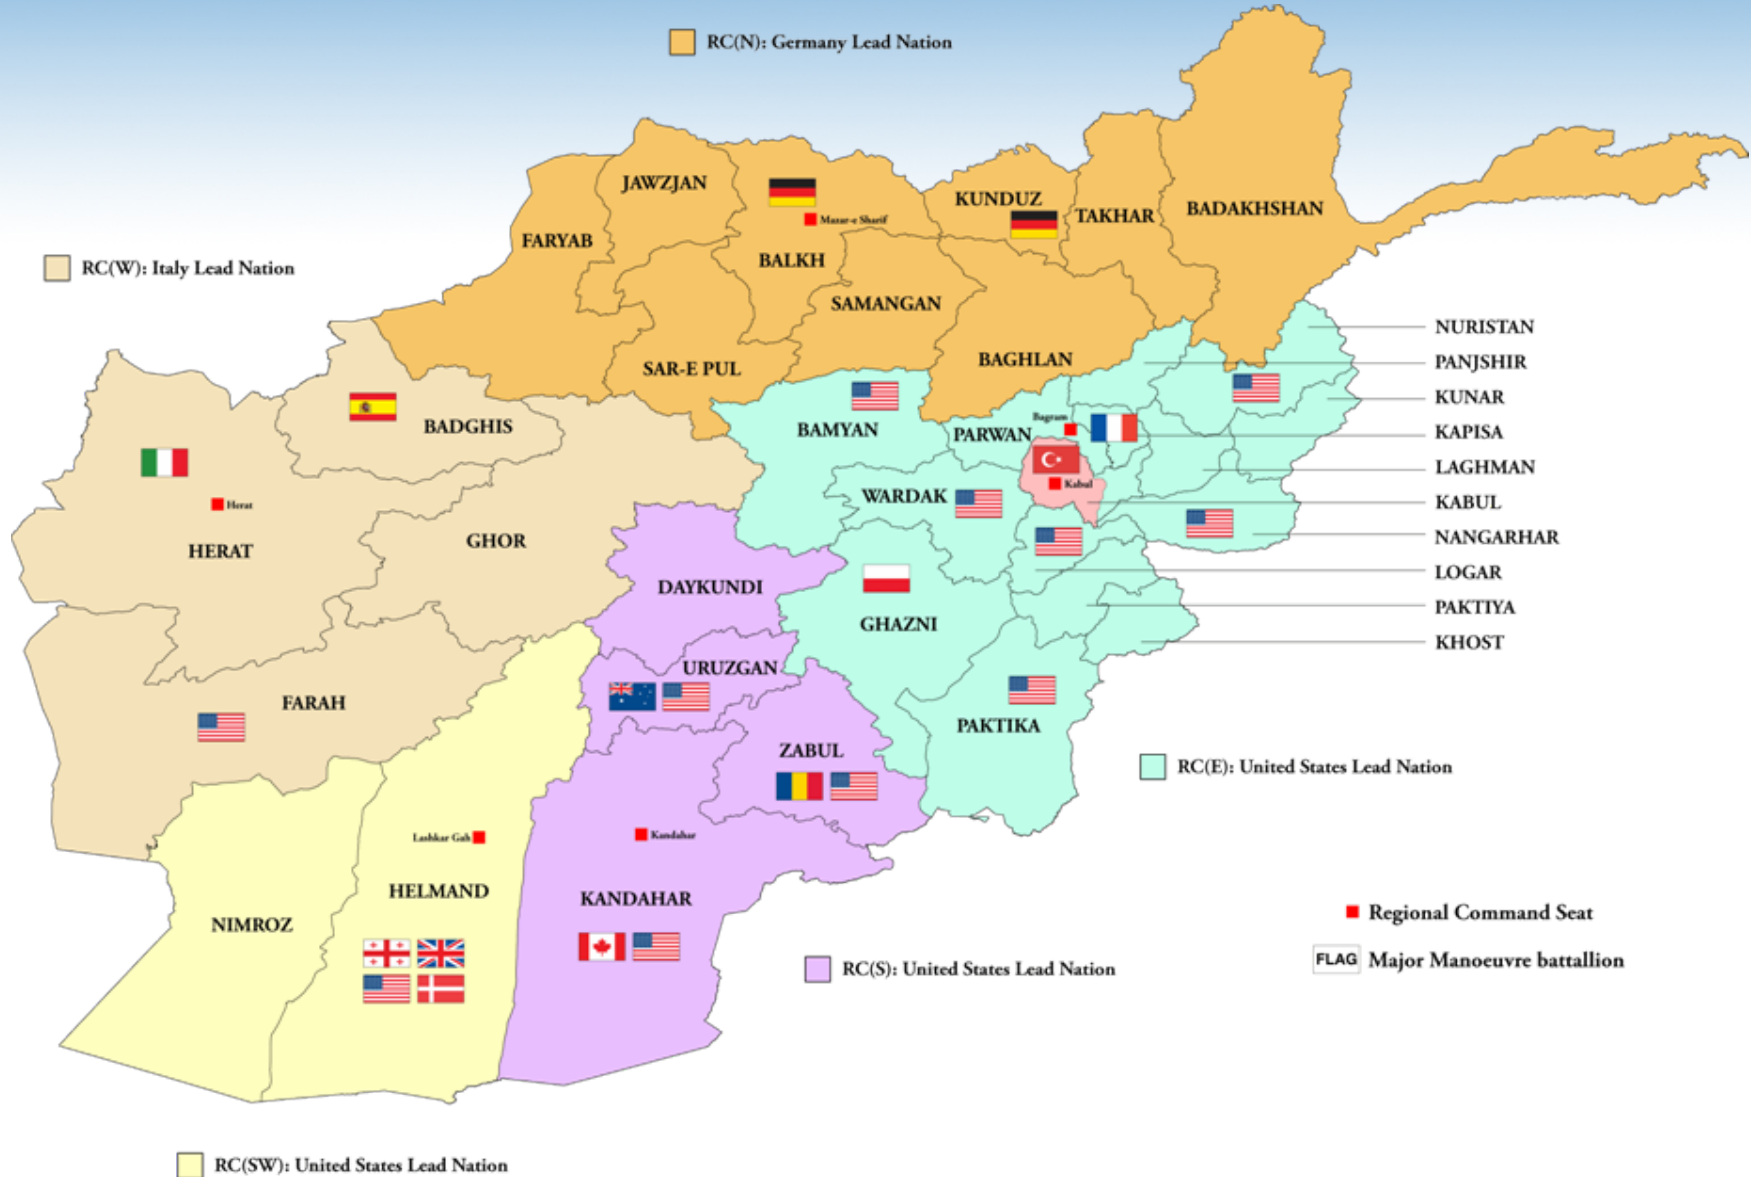 RC(N): Germany Lead Nation
JAWZJAN
KUNDUZ
TAKHAR
BADAKHSHAN
Mazar-e Sharif
FARYAB
BALKH
RC(W): Italy Lead Nation
SAMANGAN
NURISTAN
BAGHLAN
PANJSHIR
SAR-E PUL
KUNAR
Bagram
BADGHIS
BAMYAN
PARWAN
KAPISA
LAGHMAN
Kabul
WARDAK
KABUL
Herat
NANGARHAR
GHOR
HERAT
LOGAR
DAYKUNDI
PAKTIYA
GHAZNI
KHOST
URUZGAN
FARAH
PAKTIKA
ZABUL
RC(E): United States Lead Nation
Lashkar Gah
Kandahar
HELMAND
KANDAHAR
NIMROZ
Regional Command Seat
FLAG Major Manoeuvre battallion
RC(S): United States Lead Nation
RC(SW): United States Lead Nation